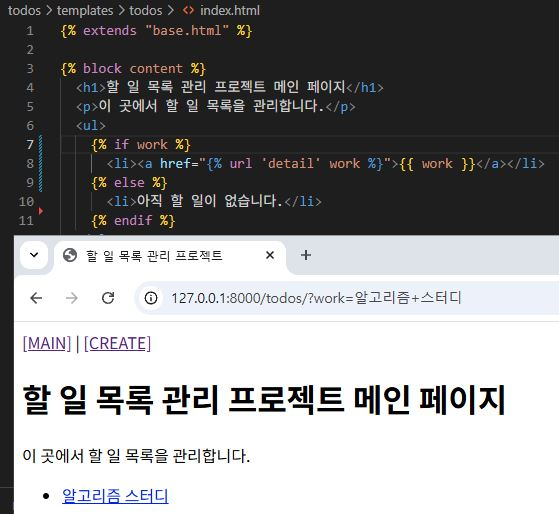 todos > templates > todos > <> index.html
1 {% extends "base.html" %}
2
3 {% block content %}
4 <h1>할 일 목록 관리 프로젝트 메인 페이지</h1>
5 <p>이 곳에서 할 일 목록을 관리합니다.</p>
6 <ul>
7 {% if work %}
8 <li><a href="{% url 'detail' work %}">{{ work }}</a></li>
9 {% else %}
10 <li>아직 할 일이 없습니다.</li>
11 {% endif %}
할 일 목록 관리 프로젝트
127.0.0.1:8000/todos/?work=알고리즘+스터디
[MAIN] | [CREATE]
할 일 목록 관리 프로젝트 메인 페이지
이 곳에서 할 일 목록을 관리합니다.
• 알고리즘 스터디